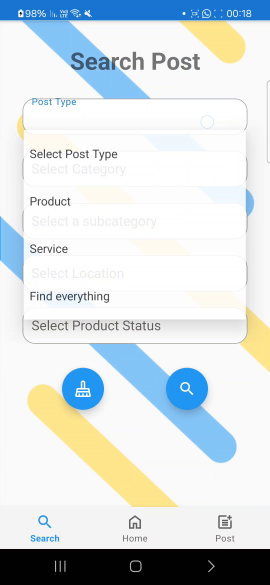 98%
00:18
Search Post
Post Type
Select Post Type
Select Category
Product
Select a subcategory
Service
Select Location
Find everything
Select Product Status
Search
Home
Post